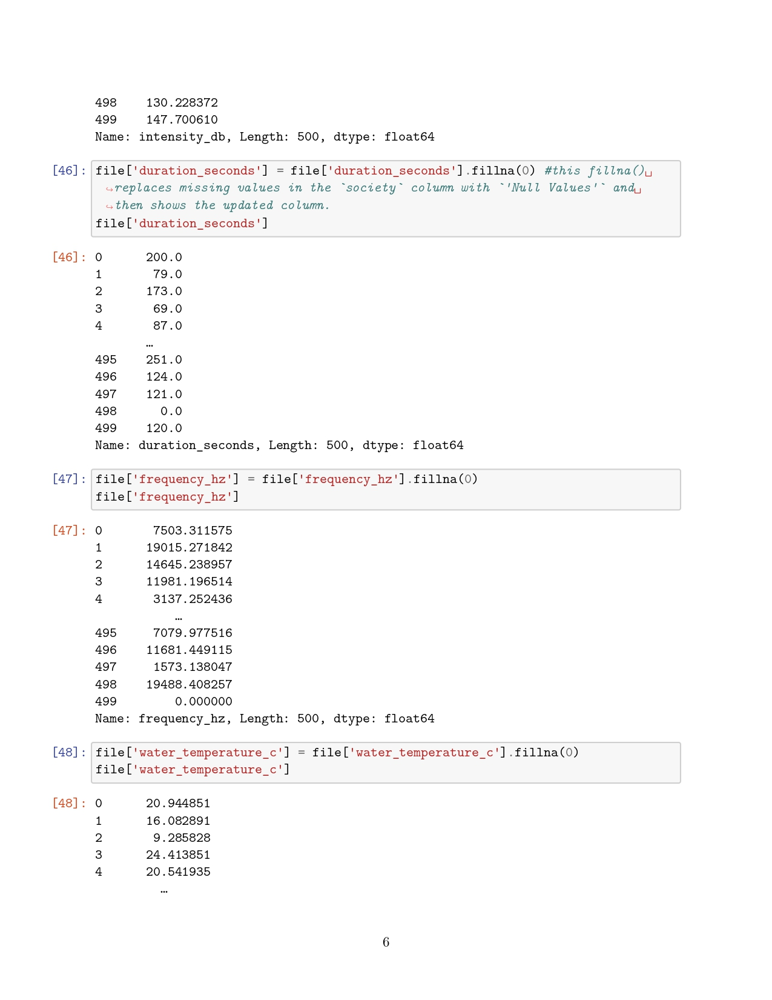 498    130.228372
499    147.700610
Name: intensity_db, Length: 500, dtype: float64
[46]: file['duration_seconds'] = file['duration_seconds'].fillna(0) #this fillna()␣
↪replaces missing values in the `society` column with `'Null Values'` and␣
↪then shows the updated column.
file['duration_seconds']
[46]: 0      200.0
1       79.0
2      173.0
3       69.0
4       87.0
…
495    251.0
496    124.0
497    121.0
498      0.0
499    120.0
Name: duration_seconds, Length: 500, dtype: float64
[47]: file['frequency_hz'] = file['frequency_hz'].fillna(0)
file['frequency_hz']
[47]: 0       7503.311575
1      19015.271842
2      14645.238957
3      11981.196514
4       3137.252436
…
495     7079.977516
496    11681.449115
497     1573.138047
498    19488.408257
499        0.000000
Name: frequency_hz, Length: 500, dtype: float64
[48]: file['water_temperature_c'] = file['water_temperature_c'].fillna(0)
file['water_temperature_c']
[48]: 0      20.944851
1      16.082891
2       9.285828
3      24.413851
4      20.541935
…
6